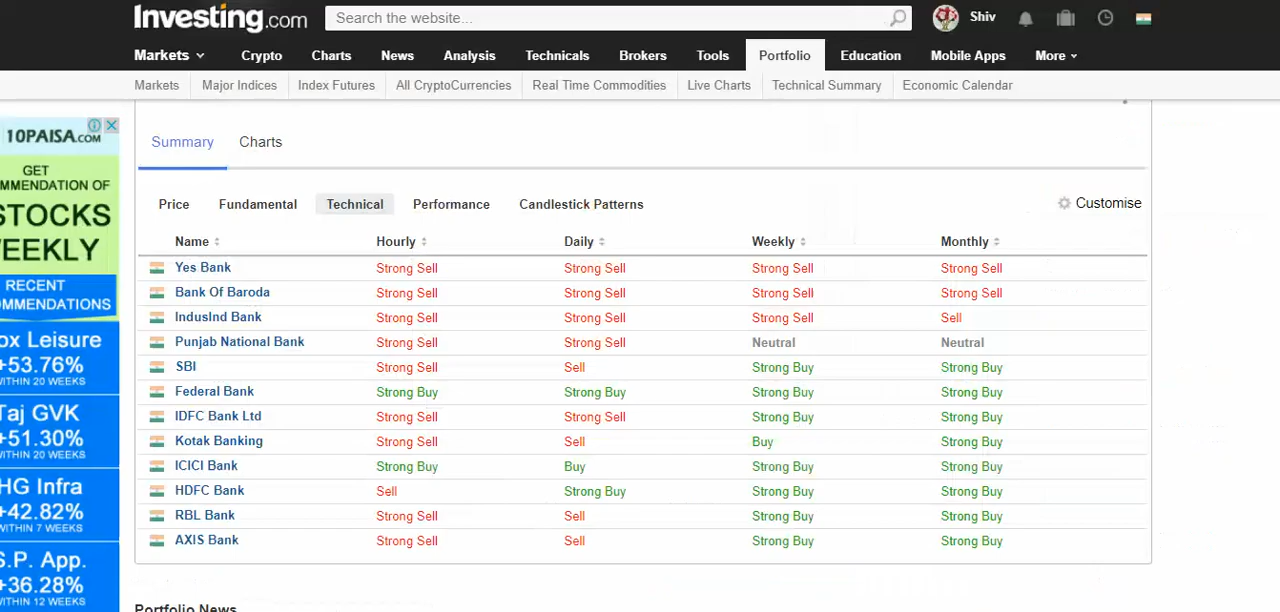 Investing.com
Search the website...
Shiv
Markets Crypto Charts News Analysis Technicals Brokers Tools Portfolio Education Mobile Apps More
Markets Major Indices Index Futures All CryptoCurrencies Real Time Commodities Live Charts Technical Summary Economic Calendar
10PAISA.COM
GET
MMENDATION OF
STOCKS
EEKLY
RECENT
MMENDATIONS
ox Leisure
+53.76%
WITHIN 20 WEEKS
Taj GVK
+51.30%
WITHIN 20 WEEKS
HG Infra
+42.82%
WITHIN 7 WEEKS
S.P. App.
+36.28%
WITHIN 12 WEEKS
Summary Charts
Price Fundamental Technical Performance Candlestick Patterns Customise
Name Hourly Daily Weekly Monthly
Yes Bank Strong Sell Strong Sell Strong Sell Strong Sell
Bank Of Baroda Strong Sell Strong Sell Strong Sell Strong Sell
IndusInd Bank Strong Sell Strong Sell Strong Sell Sell
Punjab National Bank Strong Sell Strong Sell Neutral Neutral
SBI Strong Sell Sell Strong Buy Strong Buy
Federal Bank Strong Buy Strong Buy Strong Buy Strong Buy
IDFC Bank Ltd Strong Sell Strong Sell Strong Buy Strong Buy
Kotak Banking Strong Sell Sell Buy Strong Buy
ICICI Bank Strong Buy Buy Strong Buy Strong Buy
HDFC Bank Sell Strong Buy Strong Buy Strong Buy
RBL Bank Strong Sell Sell Strong Buy Strong Buy
AXIS Bank Strong Sell Sell Strong Buy Strong Buy
Portfolio News